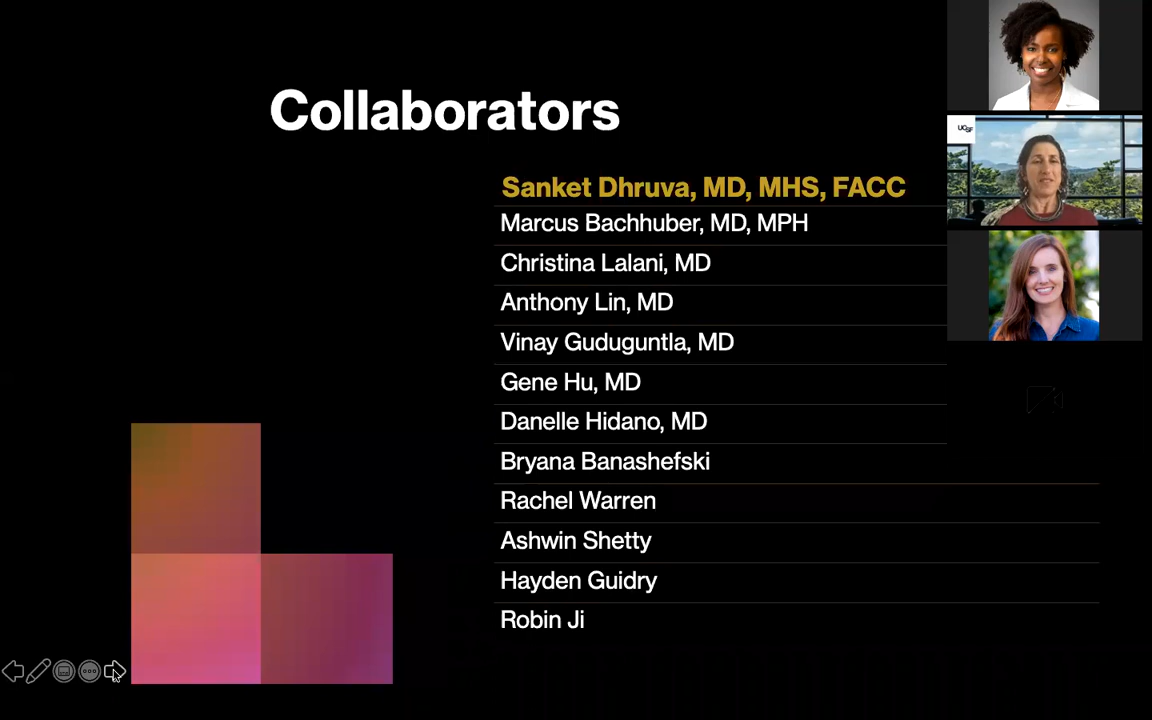 Collaborators
Sanket Dhruva, MD, MHS, FACC
Marcus Bachhuber, MD, MPH
Christina Lalani, MD
Anthony Lin, MD
Vinay Guduguntla, MD
Gene Hu, MD
Danelle Hidano, MD
Bryana Banashefski
Rachel Warren
Ashwin Shetty
Hayden Guidry
Robin Ji
UCSF